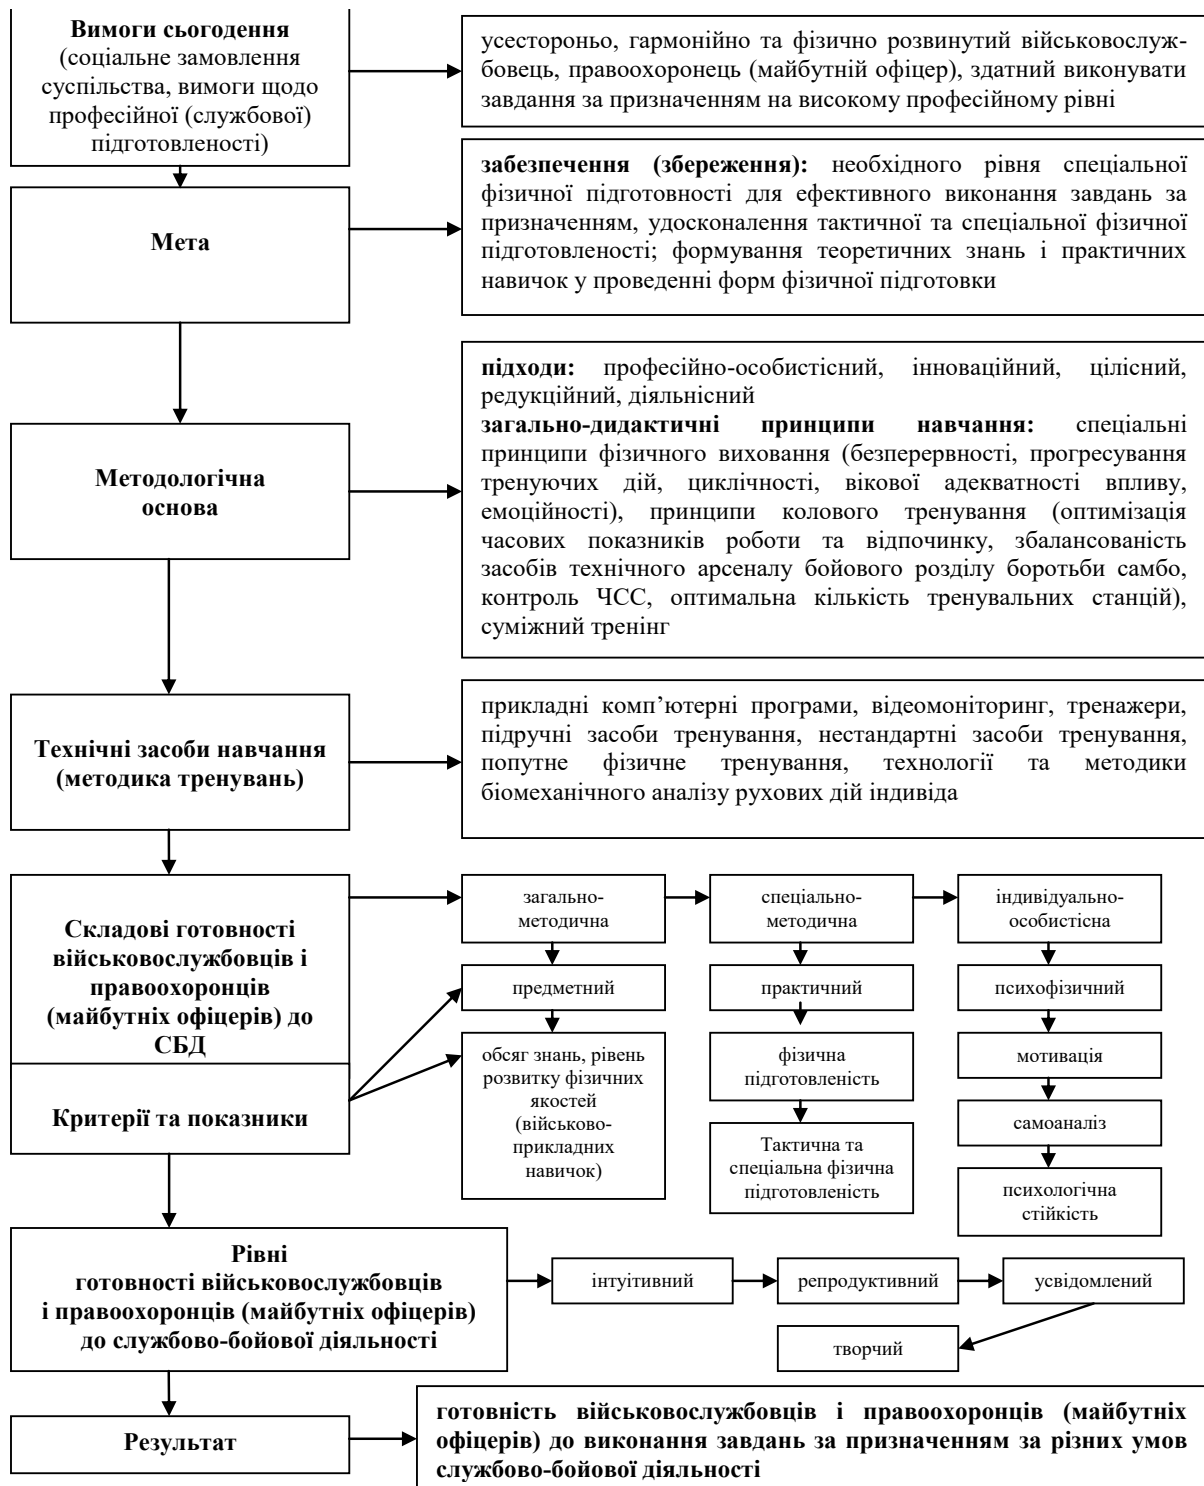 Вимоги сьогодення
(соціальне замовлення
суспільства, вимоги щодо
професійної (службової)
підготовленості)
усестороньо, гармонійно та фізично розвинутий військовослуж-
бовець, правоохоронець (майбутній офіцер), здатний виконувати
завдання за призначенням на високому професійному рівні
Мета
забезпечення (збереження): необхідного рівня спеціальної
фізичної підготовності для ефективного виконання завдань за
призначенням, удосконалення тактичної та спеціальної фізичної
підготовленості; формування теоретичних знань і практичних
навичок у проведенні форм фізичної підготовки
Методологічна
основа
підходи: професійно-особистісний, інноваційний, цілісний,
редукційний, діяльнісний
загально-дидактичні принципи навчання: спеціальні
принципи фізичного виховання (безперервності, прогресування
тренуючих дій, циклічності, вікової адекватності впливу,
емоційності), принципи колового тренування (оптимізація
часових показників роботи та відпочинку, збалансованість
засобів технічного арсеналу бойового розділу боротьби самбо,
контроль ЧСС, оптимальна кількість тренувальних станцій),
суміжний тренінг
Технічні засоби навчання
(методика тренувань)
прикладні комп’ютерні програми, відеомоніторинг, тренажери,
підручні засоби тренування, нестандартні засоби тренування,
попутне фізичне тренування, технології та методики
біомеханічного аналізу рухових дій індивіда
Складові готовності
військовослужбовців і
правоохоронців
(майбутніх офіцерів) до
СБД
Критерії та показники
загально-
методична
предметний
обсяг знань, рівень
розвитку фізичних
якостей
(військово-
прикладних
навичок)
спеціально-
методична
практичний
фізична
підготовленість
Тактична та
спеціальна фізична
підготовленість
індивідуально-
особистісна
психофізичний
мотивація
самоаналіз
психологічна
стійкість
Рівні
готовності військовослужбовців
і правоохоронців (майбутніх офіцерів)
до службово-бойової діяльності
інтуітивний
репродуктивний
усвідомлений
творчий
Результат
готовність військовослужбовців і правоохоронців (майбутніх
офіцерів) до виконання завдань за призначенням за різних умов
службово-бойової діяльності